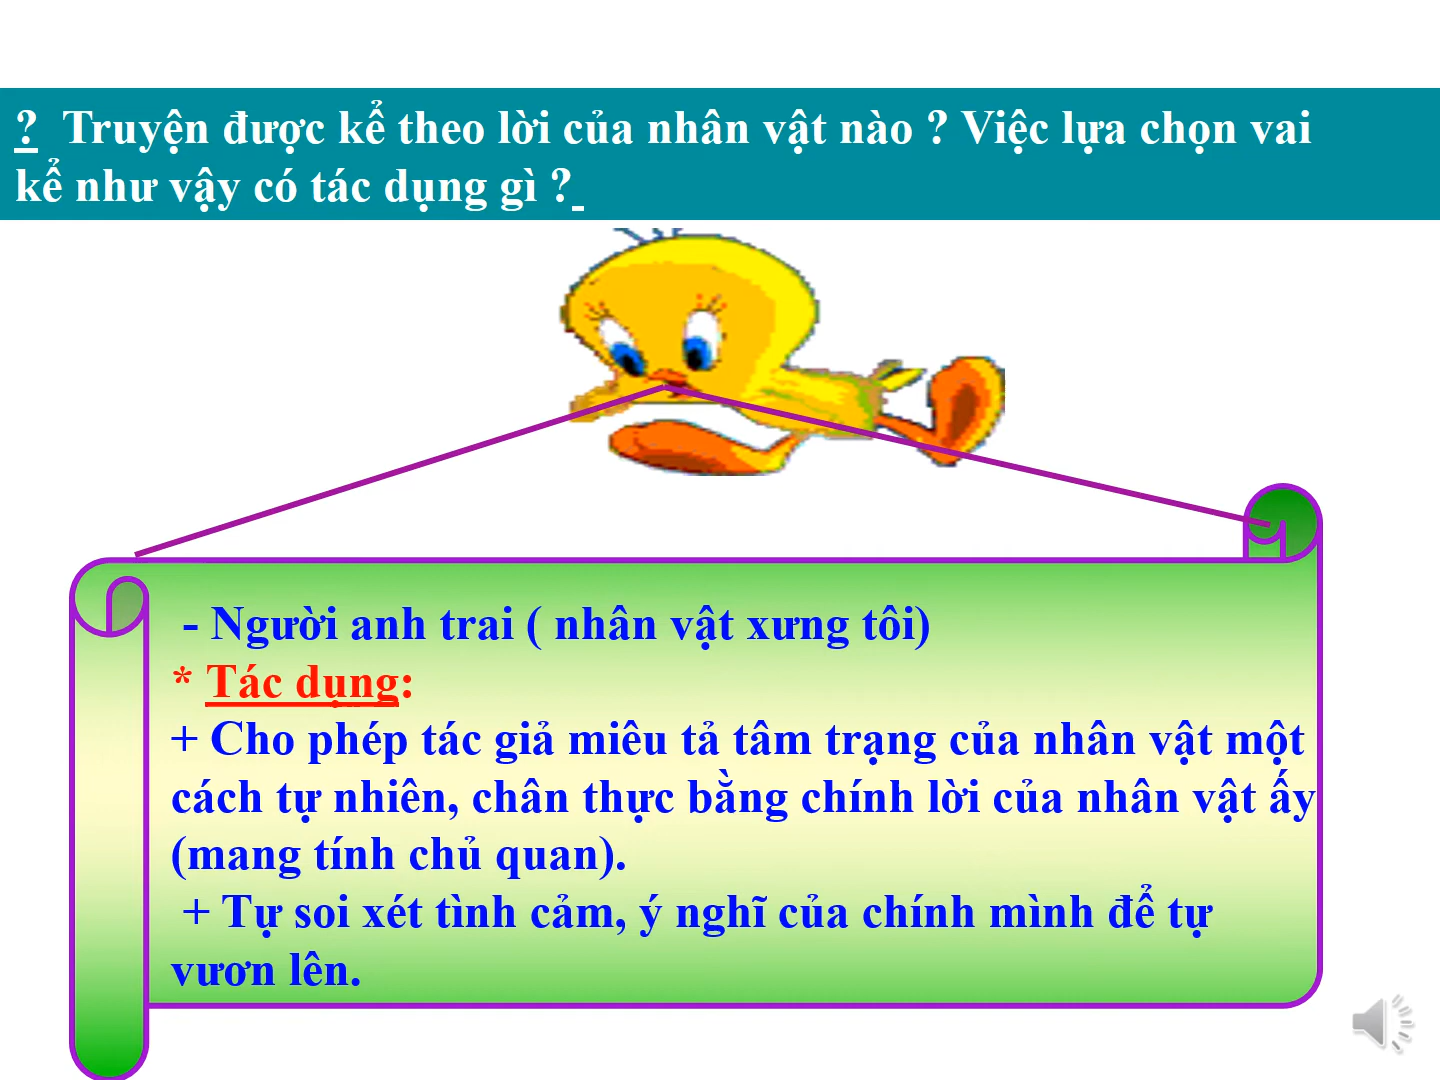 ? Truyện được kể theo lời của nhân vật nào ? Việc lựa chọn vai
kể như vậy có tác dụng gì ?
- Người anh trai ( nhân vật xưng tôi)
* Tác dụng:
+ Cho phép tác giả miêu tả tâm trạng của nhân vật một
cách tự nhiên, chân thực bằng chính lời của nhân vật ấy
(mang tính chủ quan).
+ Tự soi xét tình cảm, ý nghĩ của chính mình để tự
vươn lên.